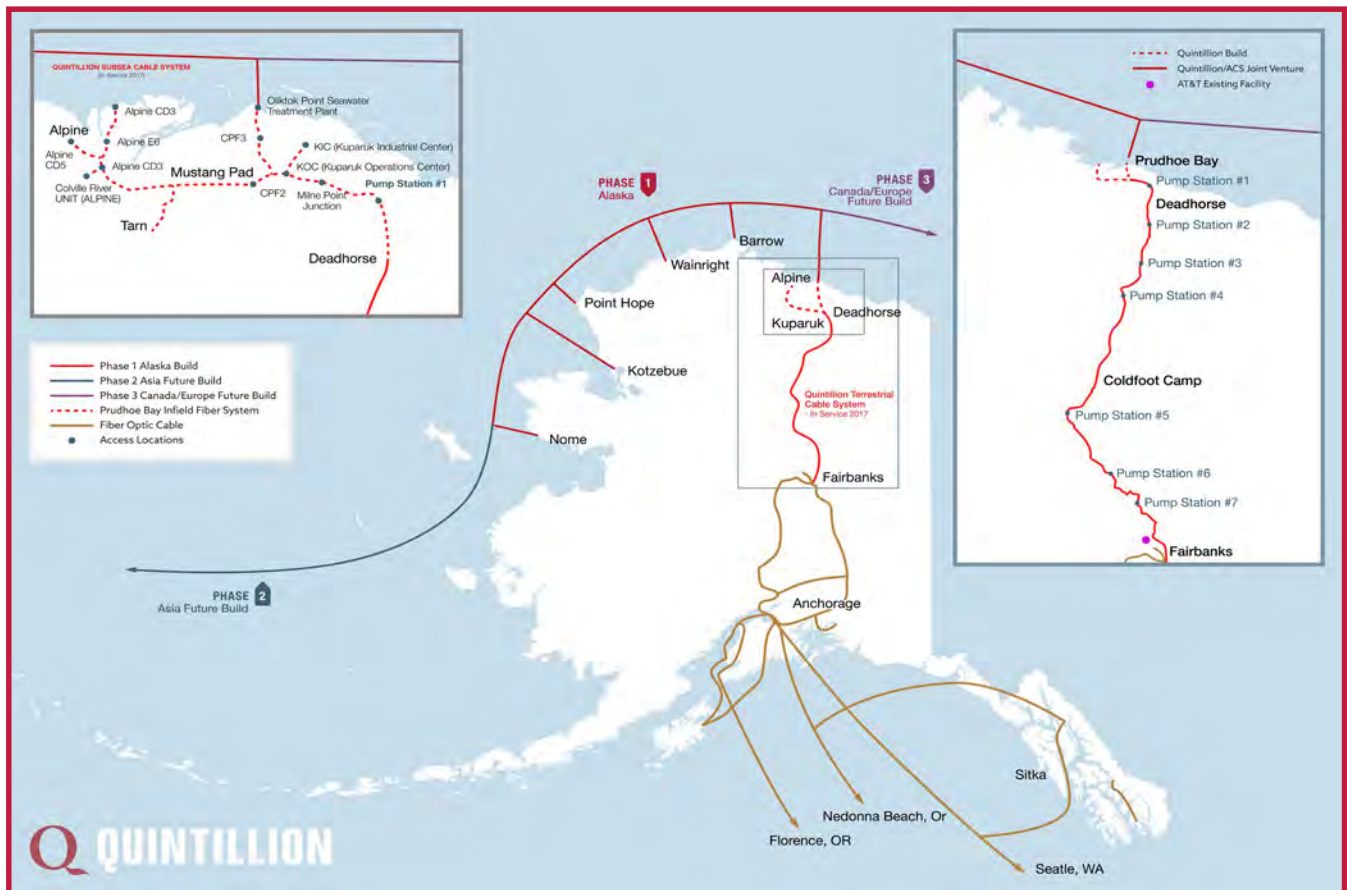 QUINTILLION SUBSEA CABLE SYSTEM
(In Service 2017)
Oliktok Point Seawater
Treatment Plant
Alpine CD3
Alpine
Alpine E6
CPF3
KIC (Kuparuk Industrial Center)
Alpine
CD5
Alpine CD3
Mustang Pad
KOC (Kuparuk Operations Center)
Colville River
UNIT (ALPINE)
CPF2
Milne Point
Junction
Pump Station #1
Tarn
Deadhorse
Phase 1 Alaska Build
Phase 2 Asia Future Build
Phase 3 Canada/Europe Future Build
Prudhoe Bay Infield Fiber System
Fiber Optic Cable
Access Locations
PHASE 1
Alaska
PHASE 3
Canada/Europe
Future Build
Barrow
Wainright
Point Hope
Kotzebue
Nome
Alpine
Deadhorse
Kuparuk
Quintillion Terrestrial
Cable System
- In Service 2017
Fairbanks
PHASE 2
Asia Future Build
Anchorage
Sitka
Nedonna Beach, Or
Florence, OR
Seatle, WA
Quintillion Build
Quintillion/ACS Joint Venture
AT&T Existing Facility
Prudhoe Bay
Pump Station #1
Deadhorse
Pump Station #2
Pump Station #3
Pump Station #4
Coldfoot Camp
Pump Station #5
Pump Station #6
Pump Station #7
Fairbanks
Q QUINTILLION